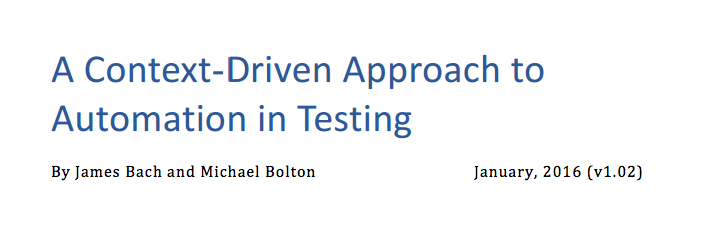 A Context-Driven Approach to
Automation in Testing
By James Bach and Michael Bolton January, 2016 (v1.02)